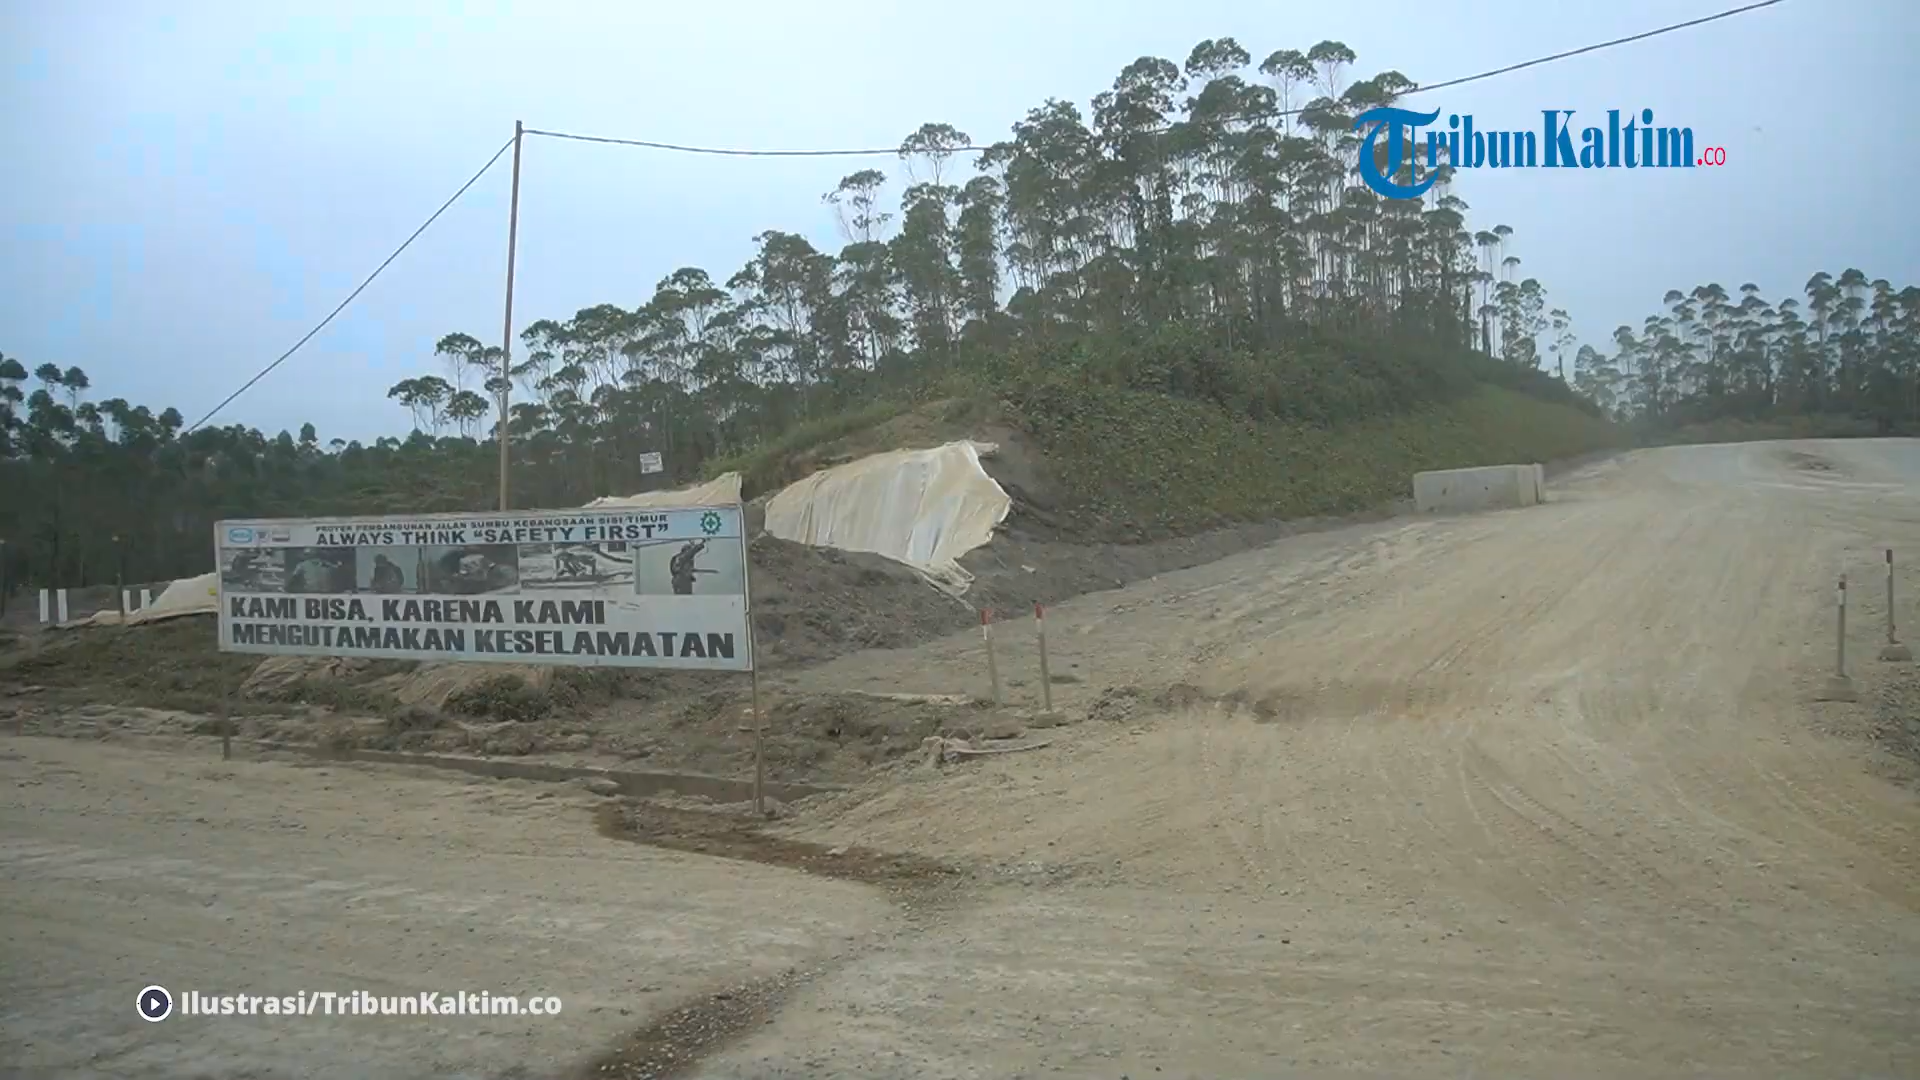 TribunKaltim.co
PROYEK PEMBANGUNAN JALAN SUMBU KEBANGSAAN SISI TIMUR
ALWAYS THINK "SAFETY FIRST"
KAMI BISA, KARENA KAMI
MENGUTAMAKAN KESELAMATAN
Ilustrasi/TribunKaltim.co